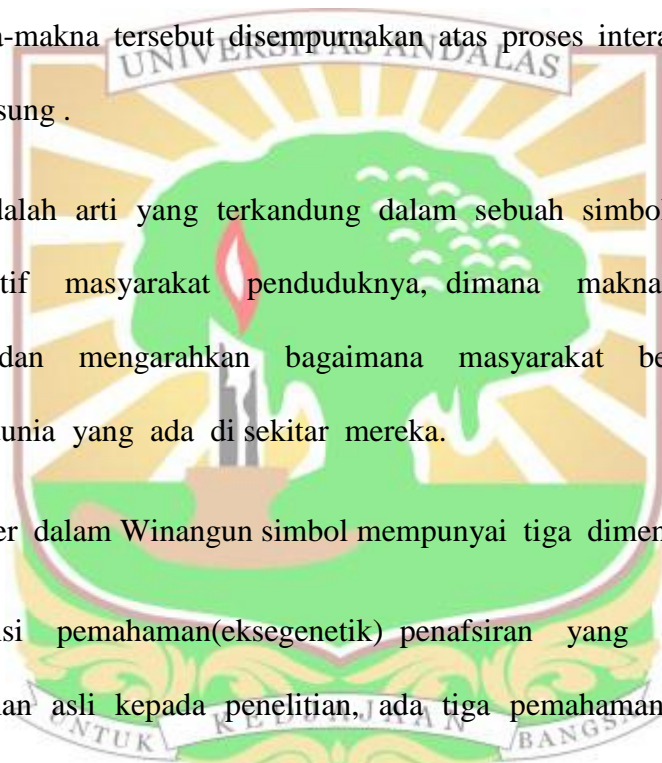 a-makna tersebut disempurnakan atas proses intera
UNIVERSITAS ANDALAS
sung .
dalah arti yang terkandung dalam sebuah simbol
tif masyarakat penduduknya, dimana makna
dan mengarahkan bagaimana masyarakat be
unia yang ada di sekitar mereka.
er dalam Winangun simbol mempunyai tiga dimen
si pemahaman(eksegenetik) penafsiran yang
an asli kepada penelitian, ada tiga pemahaman
UNTUK KEDJAJAAN BANGSA